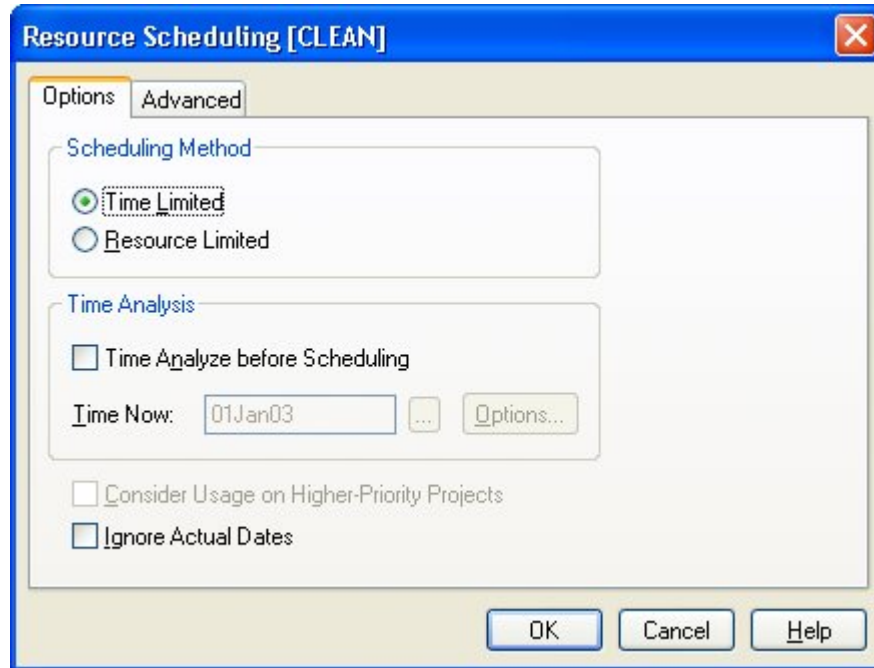 Resource Scheduling [CLEAN]
Options Advanced
Scheduling Method
Time Limited
Resource Limited
Time Analysis
Time Analyze before Scheduling
Time Now: 01Jan03 ... Options...
Consider Usage on Higher-Priority Projects
Ignore Actual Dates
OK Cancel Help